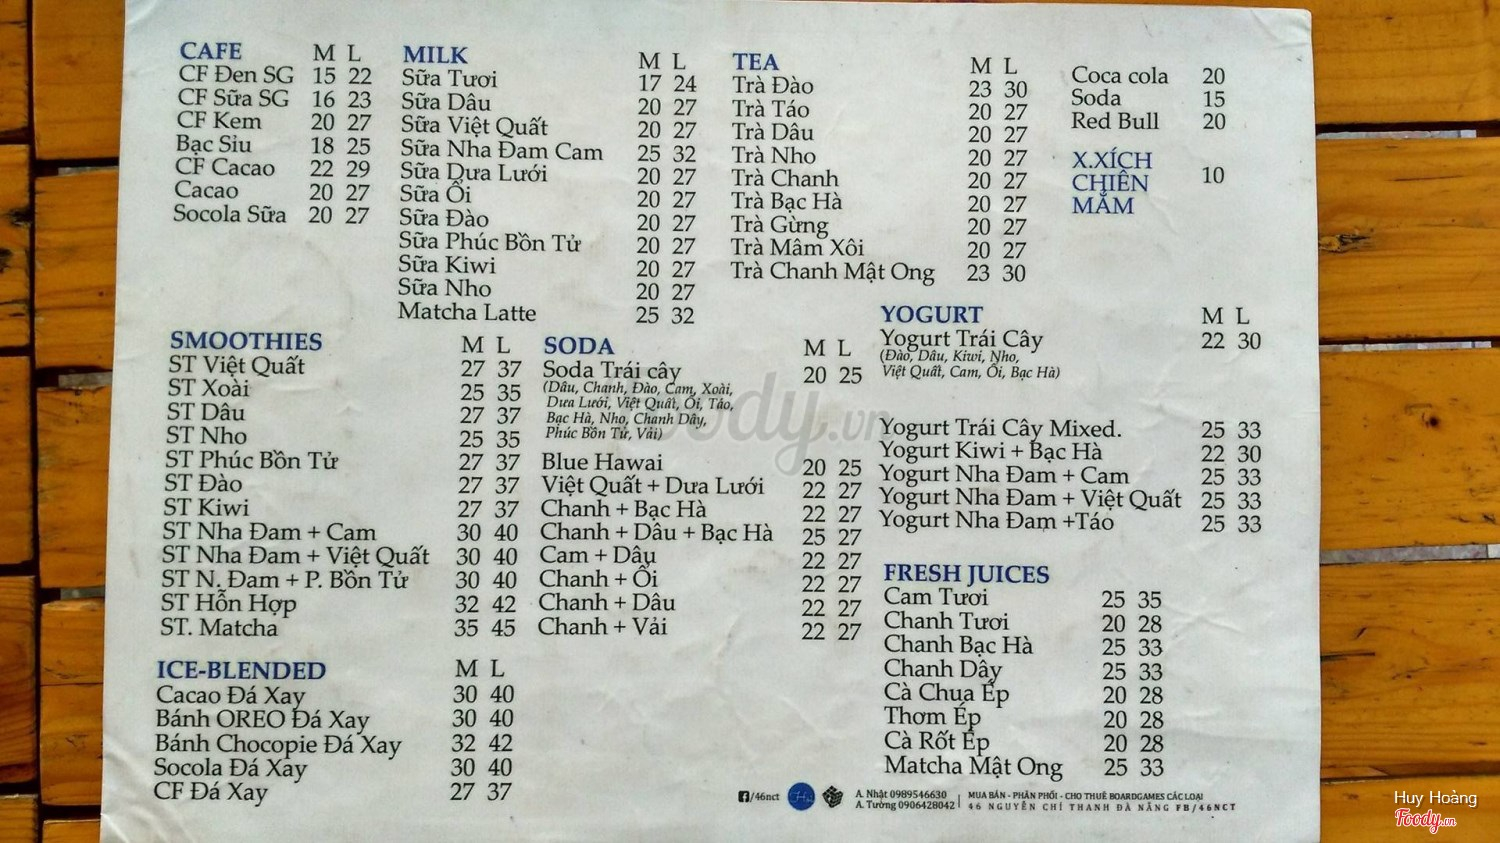 CAFE M L
CF Đen SG 15 22
CF Sữa SG 16 23
CF Kem 20 27
Bạc Sỉu 18 25
CF Cacao 22 29
Cacao 20 27
Socola Sữa 20 27
MILK M L
Sữa Tươi 17 24
Sữa Dâu 20 27
Sữa Việt Quất 20 27
Sữa Nha Đam Cam 25 32
Sữa Dưa Lưới 20 27
Sữa Ổi 20 27
Sữa Đào 20 27
Sữa Phúc Bồn Tử 20 27
Sữa Kiwi 20 27
Sữa Nho 20 27
Matcha Latte 25 32
TEA M L
Trà Đào 23 30
Trà Táo 20 27
Trà Dâu 20 27
Trà Nho 20 27
Trà Chanh 20 27
Trà Bạc Hà 20 27
Trà Gừng 20 27
Trà Mâm Xôi 20 27
Trà Chanh Mật Ong 23 30
Coca cola 20
Soda 15
Red Bull 20
X.XÍCH
CHIÊN 10
MẮM
SMOOTHIES M L
ST Việt Quất 27 37
ST Xoài 25 35
ST Dâu 27 37
ST Nho 25 35
ST Phúc Bồn Tử 27 37
ST Đào 27 37
ST Kiwi 27 37
ST Nha Đam + Cam 30 40
ST Nha Đam + Việt Quất 30 40
ST N. Đam + P. Bồn Tử 30 40
ST Hỗn Hợp 32 42
ST. Matcha 35 45
SODA M L
Soda Trái cây 20 25
(Dâu, Chanh, Đào, Cam, Xoài,
Dưa Lưới, Việt Quất, Ổi, Táo,
Bạc Hà, Nho, Chanh Dây,
Phúc Bồn Tử, Vải)
Blue Hawai 20 25
Việt Quất + Dưa Lưới 22 27
Chanh + Bạc Hà 22 27
Chanh + Dâu + Bạc Hà 25 27
Cam + Dâu 22 27
Chanh + Ổi 22 27
Chanh + Dâu 22 27
Chanh + Vải 22 27
YOGURT M L
Yogurt Trái Cây 22 30
(Đào, Dâu, Kiwi, Nho,
Việt Quất, Cam, Ổi, Bạc Hà)
Yogurt Trái Cây Mixed. 25 33
Yogurt Kiwi + Bạc Hà 22 30
Yogurt Nha Đam + Cam 25 33
Yogurt Nha Đam + Việt Quất 25 33
Yogurt Nha Đam +Táo 25 33
FRESH JUICES
Cam Tươi 25 35
Chanh Tươi 20 28
Chanh Bạc Hà 25 33
Chanh Dây 25 33
Cà Chua Ép 20 28
Thơm Ép 20 28
Cà Rốt Ép 20 28
Matcha Mật Ong 25 33
ICE-BLENDED M L
Cacao Đá Xay 30 40
Bánh OREO Đá Xay 30 40
Bánh Chocopie Đá Xay 32 42
Socola Đá Xay 30 40
CF Đá Xay 27 37
/46nct
A. Nhật 0989546630
A. Tường 0906428042
MUA BÁN - PHÂN PHỐI - CHO THUÊ BOARDGAMES CÁC LOẠI
46 NGUYỄN CHÍ THANH ĐÀ NẴNG FB/46NCT
Huy Hoàng
Foody.vn